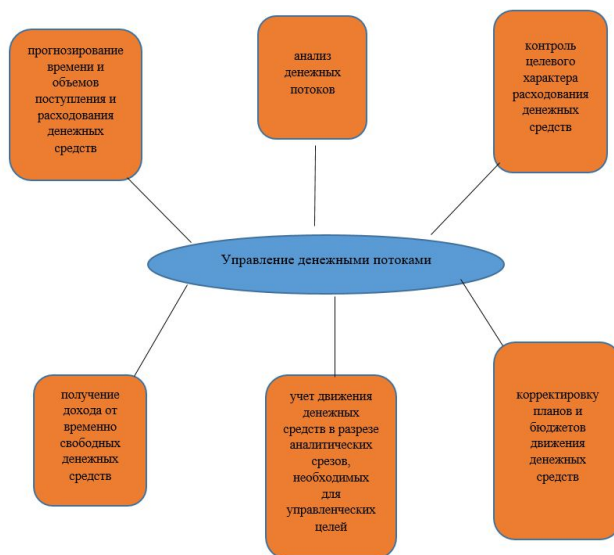 прогнозирование
времени и
объемов
поступления и
расходования
денежных
средств
анализ
денежных
потоков
контроль
целевого
характера
расходования
денежных
средств
Управление денежными потоками
получение
дохода от
временно
свободных
денежных
средств
учет движения
денежных
средств в разрезе
аналитических
срезов,
необходимых
для
управленческих
целей
корректировку
планов и
бюджетов
движения
денежных
средств